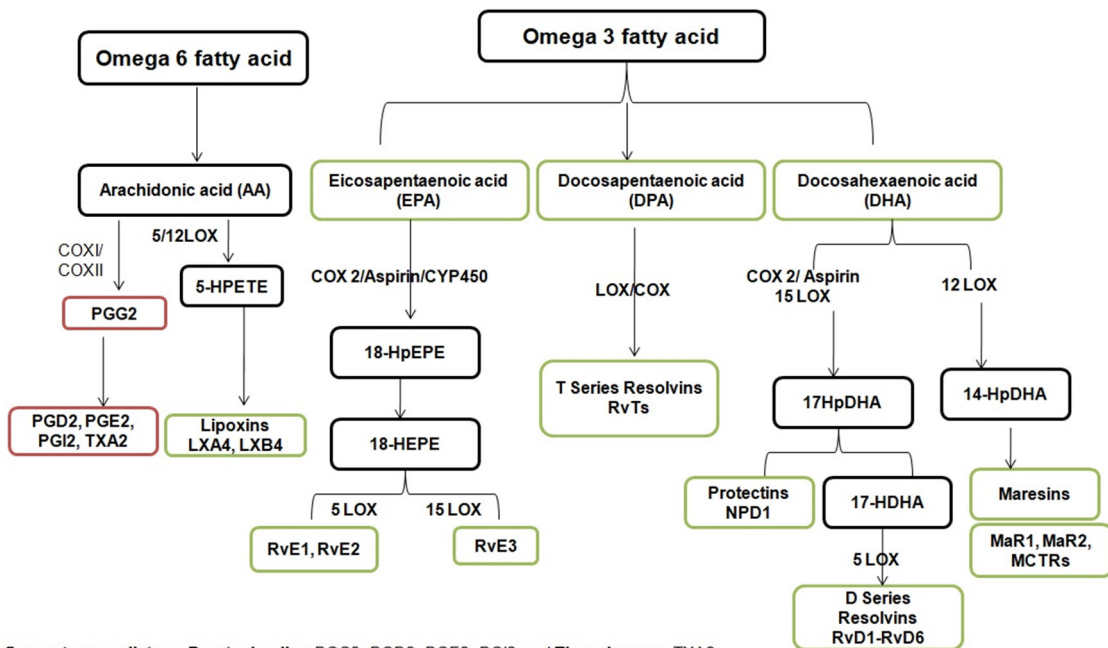 Omega 6 fatty acid
Omega 3 fatty acid
Arachidonic acid (AA)
Eicosapentaenoic acid
(EPA)
Docosapentaenoic acid
(DPA)
Docosahexaenoic acid
(DHA)
COXI/
COXII
5/12LOX
5-HPETE
PGG2
PGD2, PGE2,
PGI2, TXA2
Lipoxins
LXA4, LXB4
COX 2/Aspirin/CYP450
18-HpEPE
18-HEPE
5 LOX
15 LOX
RvE1, RvE2
RvE3
LOX/COX
T Series Resolvins
RvTs
COX 2/ Aspirin
15 LOX
12 LOX
17HpDHA
14-HpDHA
Protectins
NPD1
17-HDHA
Maresins
MaR1, MaR2,
MCTRs
5 LOX
D Series
Resolvins
RvD1-RvD6